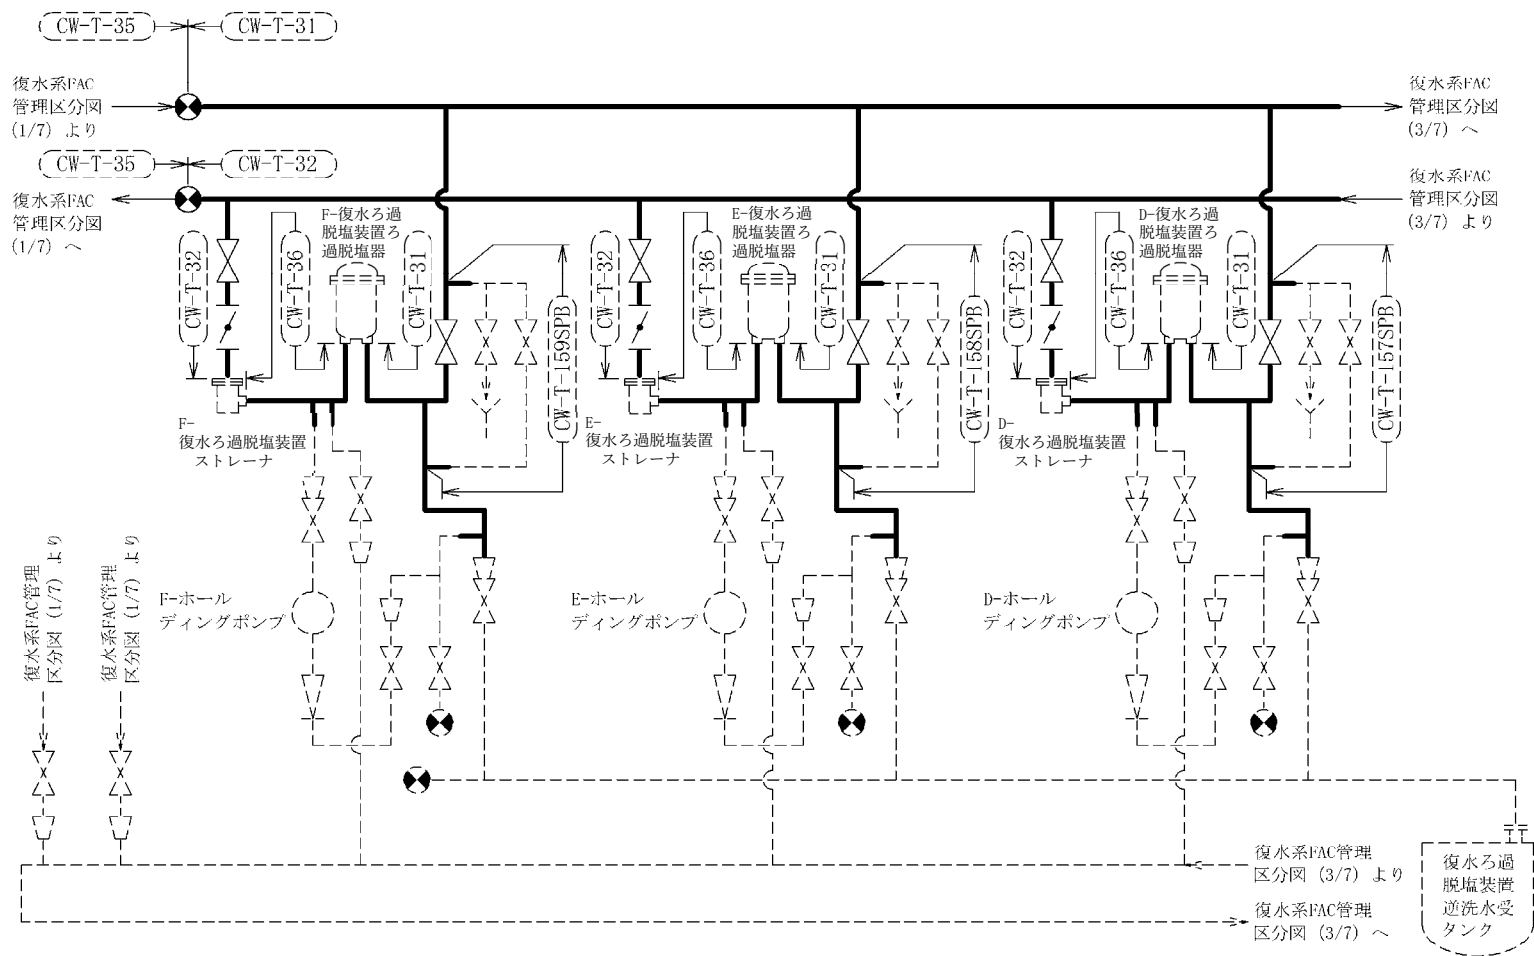 CW-T-35
CW-T-31
復水系FAC
管理区分図
(1/7) より
復水系FAC
管理区分図
(3/7) へ
CW-T-35
CW-T-32
復水系FAC
管理区分図
(1/7) へ
復水系FAC
管理区分図
(3/7) より
CW-T-32
CW-T-36
F-復水ろ過
脱塩装置ろ
過脱塩器
CW-T-31
CW-T-159SPB
F-
復水ろ過脱塩装置
ストレーナ
CW-T-32
CW-T-36
E-復水ろ過
脱塩装置ろ
過脱塩器
CW-T-31
CW-T-158SPB
E-
復水ろ過脱塩装置
ストレーナ
CW-T-32
CW-T-36
D-復水ろ過
脱塩装置ろ
過脱塩器
CW-T-31
CW-T-157SPB
D-
復水ろ過脱塩装置
ストレーナ
復水系FAC管理
区分図 (1/7) より
復水系FAC管理
区分図 (1/7) より
F-ホール
ディングポンプ
E-ホール
ディングポンプ
D-ホール
ディングポンプ
復水系FAC管理
区分図 (3/7) より
復水系FAC管理
区分図 (3/7) へ
復水ろ過
脱塩装置
逆洗水受
タンク